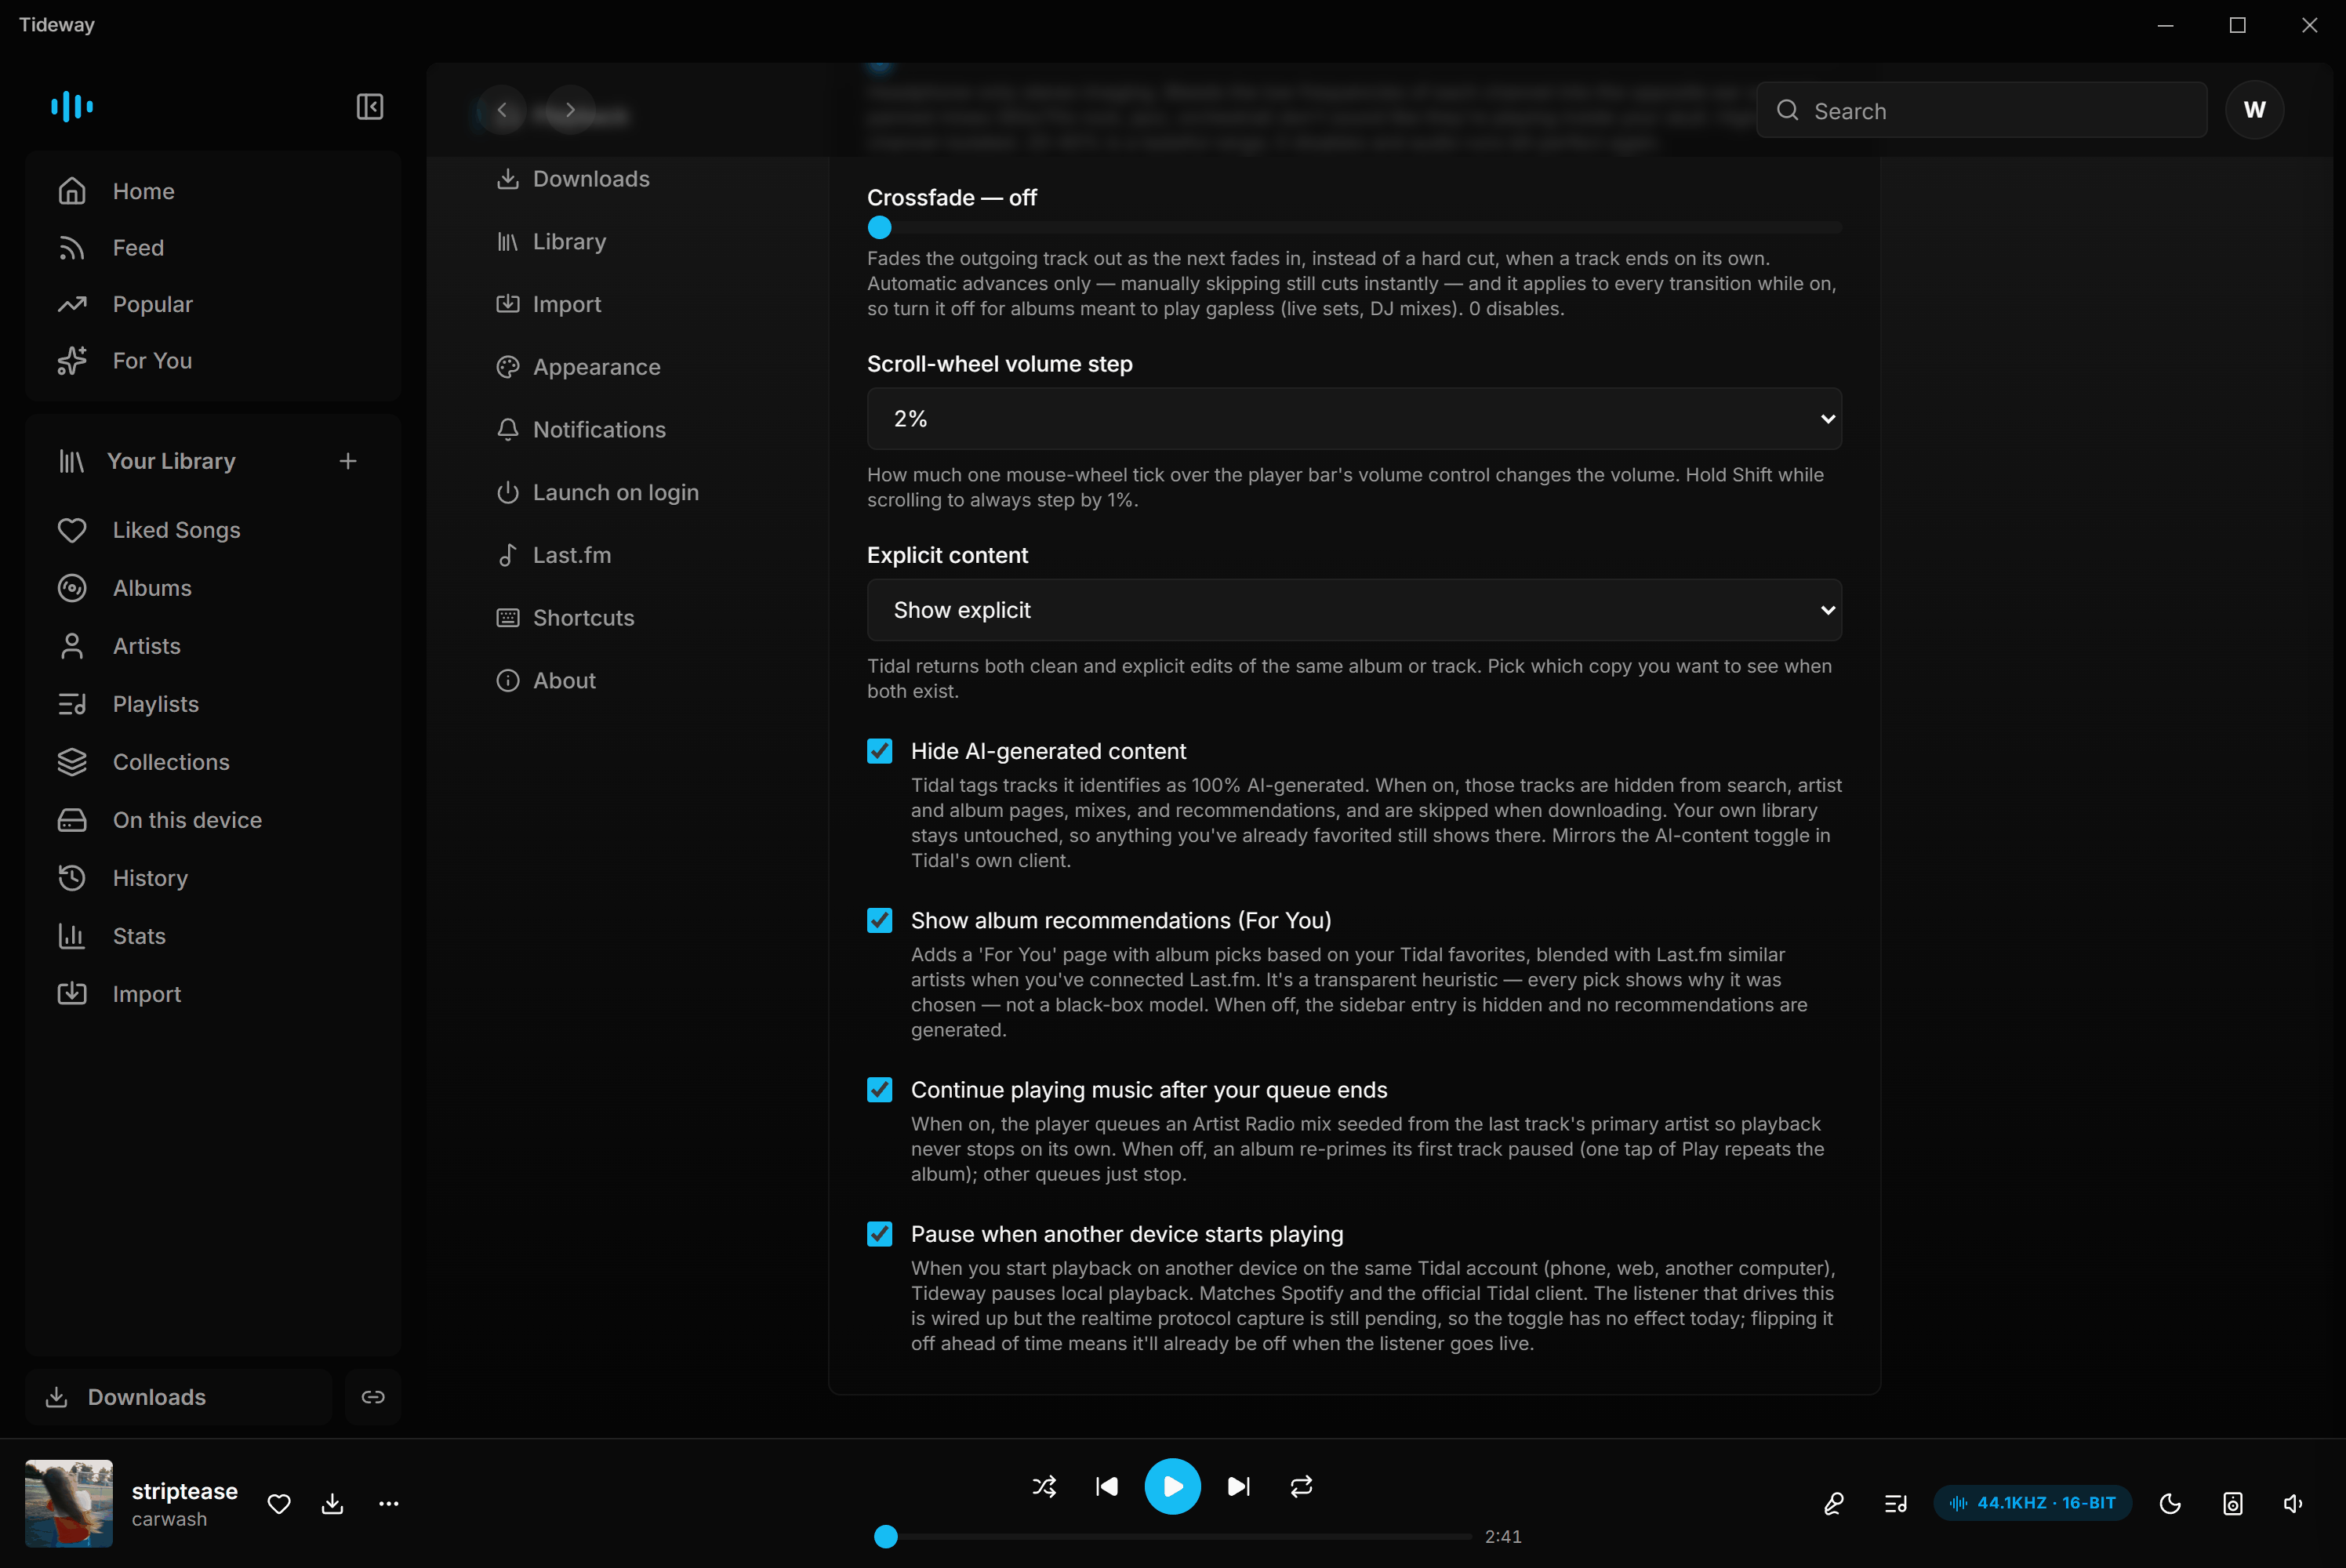 Tideway
Search
W
Home
Feed
Popular
For You
Your Library
Liked Songs
Albums
Artists
Playlists
Collections
On this device
History
Stats
Import
Downloads
Downloads
Library
Import
Appearance
Notifications
Launch on login
Last.fm
Shortcuts
About
Crossfade — off
Fades the outgoing track out as the next fades in, instead of a hard cut, when a track ends on its own.
Automatic advances only — manually skipping still cuts instantly — and it applies to every transition while on,
so turn it off for albums meant to play gapless (live sets, DJ mixes). 0 disables.
Scroll-wheel volume step
2%
How much one mouse-wheel tick over the player bar's volume control changes the volume. Hold Shift while
scrolling to always step by 1%.
Explicit content
Show explicit
Tidal returns both clean and explicit edits of the same album or track. Pick which copy you want to see when
both exist.
Hide AI-generated content
Tidal tags tracks it identifies as 100% AI-generated. When on, those tracks are hidden from search, artist
and album pages, mixes, and recommendations, and are skipped when downloading. Your own library
stays untouched, so anything you've already favorited still shows there. Mirrors the AI-content toggle in
Tidal's own client.
Show album recommendations (For You)
Adds a 'For You' page with album picks based on your Tidal favorites, blended with Last.fm similar
artists when you've connected Last.fm. It's a transparent heuristic — every pick shows why it was
chosen — not a black-box model. When off, the sidebar entry is hidden and no recommendations are
generated.
Continue playing music after your queue ends
When on, the player queues an Artist Radio mix seeded from the last track's primary artist so playback
never stops on its own. When off, an album re-primes its first track paused (one tap of Play repeats the
album); other queues just stop.
Pause when another device starts playing
When you start playback on another device on the same Tidal account (phone, web, another computer),
Tideway pauses local playback. Matches Spotify and the official Tidal client. The listener that drives this
is wired up but the realtime protocol capture is still pending, so the toggle has no effect today; flipping it
off ahead of time means it'll already be off when the listener goes live.
striptease
carwash
2:41
44.1KHZ · 16-BIT